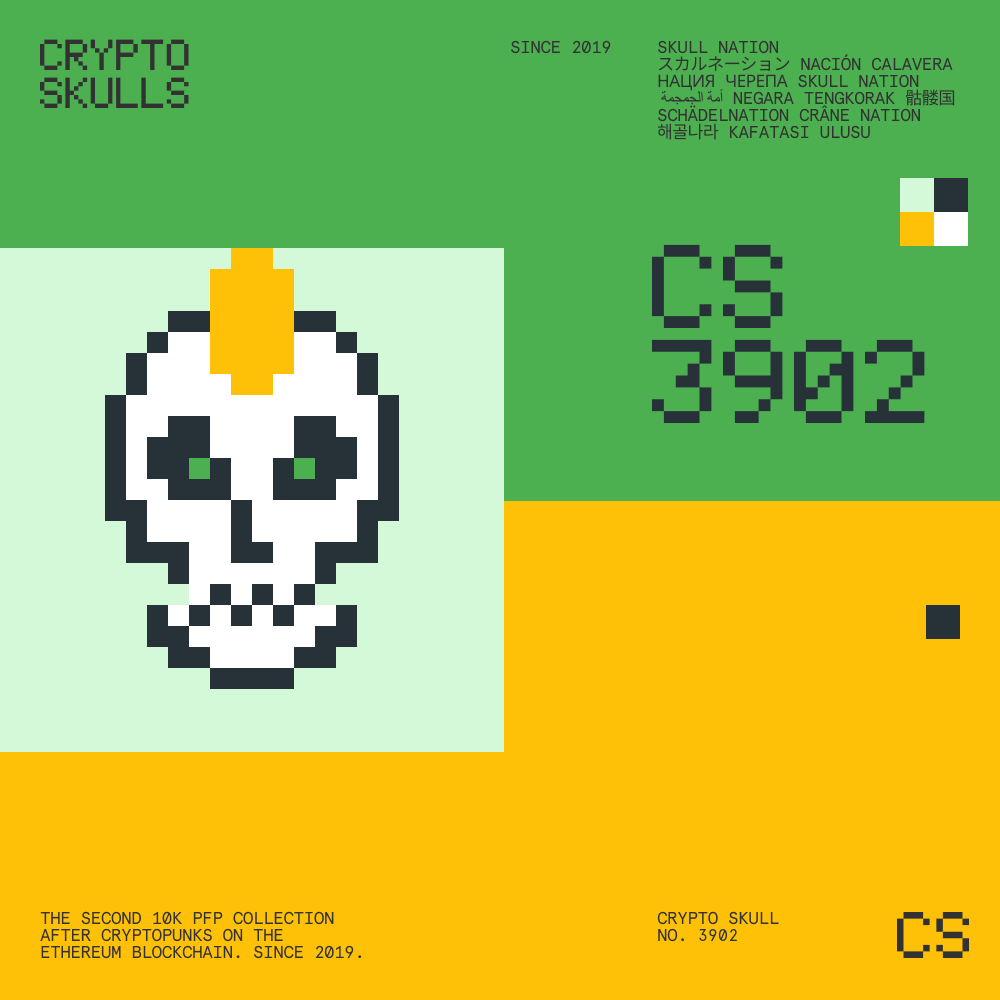 CRYPTO
SKULLS
SINCE 2019
SKULL NATION
スカルネーション NACIÓN CALAVERA
НАЦИЯ ЧЕРЕПА SKULL NATION
أمة الجمجمة NEGARA TENGKORAK 骷髅国
SCHÄDELNATION CRÂNE NATION
해골나라 KAFATASI ULUSU
CS
3902
THE SECOND 10K PFP COLLECTION
AFTER CRYPTOPUNKS ON THE
ETHEREUM BLOCKCHAIN. SINCE 2019.
CRYPTO SKULL
NO. 3902
CS